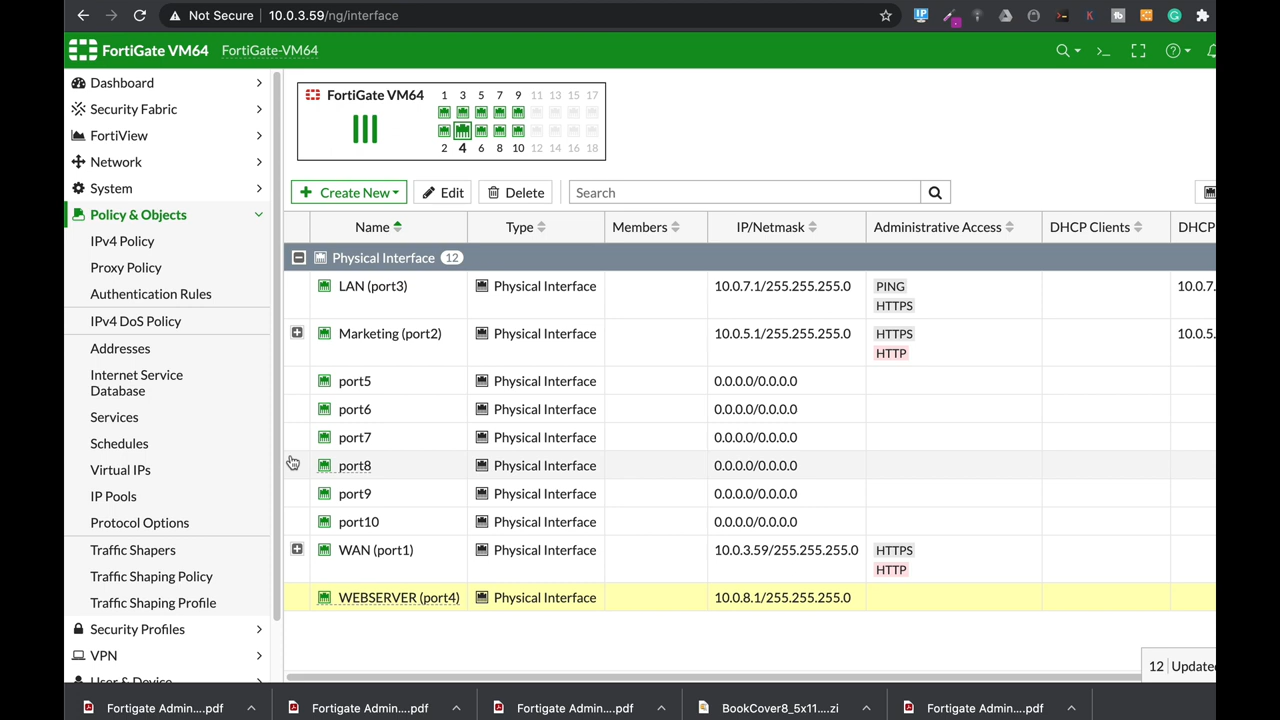 Not Secure | 10.0.3.59/ng/interface
FortiGate VM64 FortiGate-VM64
Dashboard
Security Fabric
FortiView
Network
System
Policy & Objects
IPv4 Policy
Proxy Policy
Authentication Rules
IPv4 DoS Policy
Addresses
Internet Service
Database
Services
Schedules
Virtual IPs
IP Pools
Protocol Options
Traffic Shapers
Traffic Shaping Policy
Traffic Shaping Profile
Security Profiles
VPN
User & Device
FortiGate VM64
1 3 5 7 9 11 13 15 17
2 4 6 8 10 12 14 16 18
+ Create New Edit Delete Search
Name Type Members IP/Netmask Administrative Access DHCP Clients DHCP
Physical Interface 12
LAN (port3) Physical Interface 10.0.7.1/255.255.255.0 PING 10.0.7.
HTTPS
Marketing (port2) Physical Interface 10.0.5.1/255.255.255.0 HTTPS 10.0.5.
HTTP
port5 Physical Interface 0.0.0.0/0.0.0.0
port6 Physical Interface 0.0.0.0/0.0.0.0
port7 Physical Interface 0.0.0.0/0.0.0.0
port8 Physical Interface 0.0.0.0/0.0.0.0
port9 Physical Interface 0.0.0.0/0.0.0.0
port10 Physical Interface 0.0.0.0/0.0.0.0
WAN (port1) Physical Interface 10.0.3.59/255.255.255.0 HTTPS
HTTP
WEBSERVER (port4) Physical Interface 10.0.8.1/255.255.255.0
12 Updated
Fortigate Admin....pdf Fortigate Admin....pdf Fortigate Admin....pdf BookCover8_5x11....zi Fortigate Admin....pdf